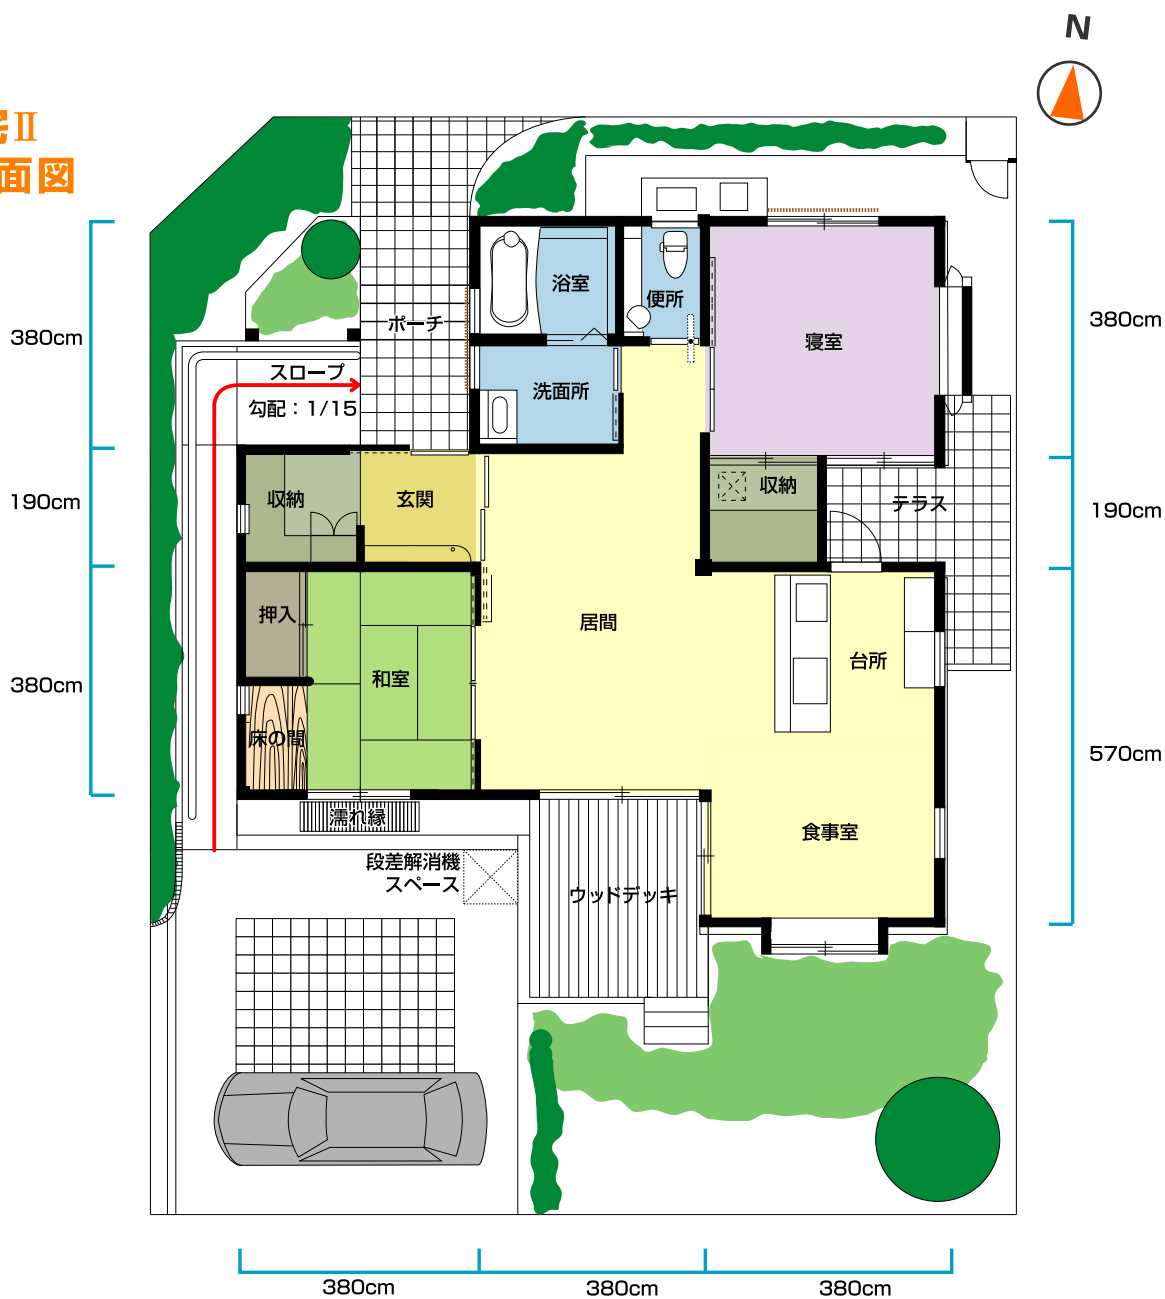 N
宅Ⅱ
面図
380cm
190cm
380cm
380cm
190cm
570cm
浴室
便所
寝室
ポーチ
スロープ
勾配：1/15
洗面所
収納
玄関
収納
テラス
押入
和室
居間
台所
床の間
濡れ縁
食事室
段差解消機
スペース
ウッドデッキ
380cm
380cm
380cm